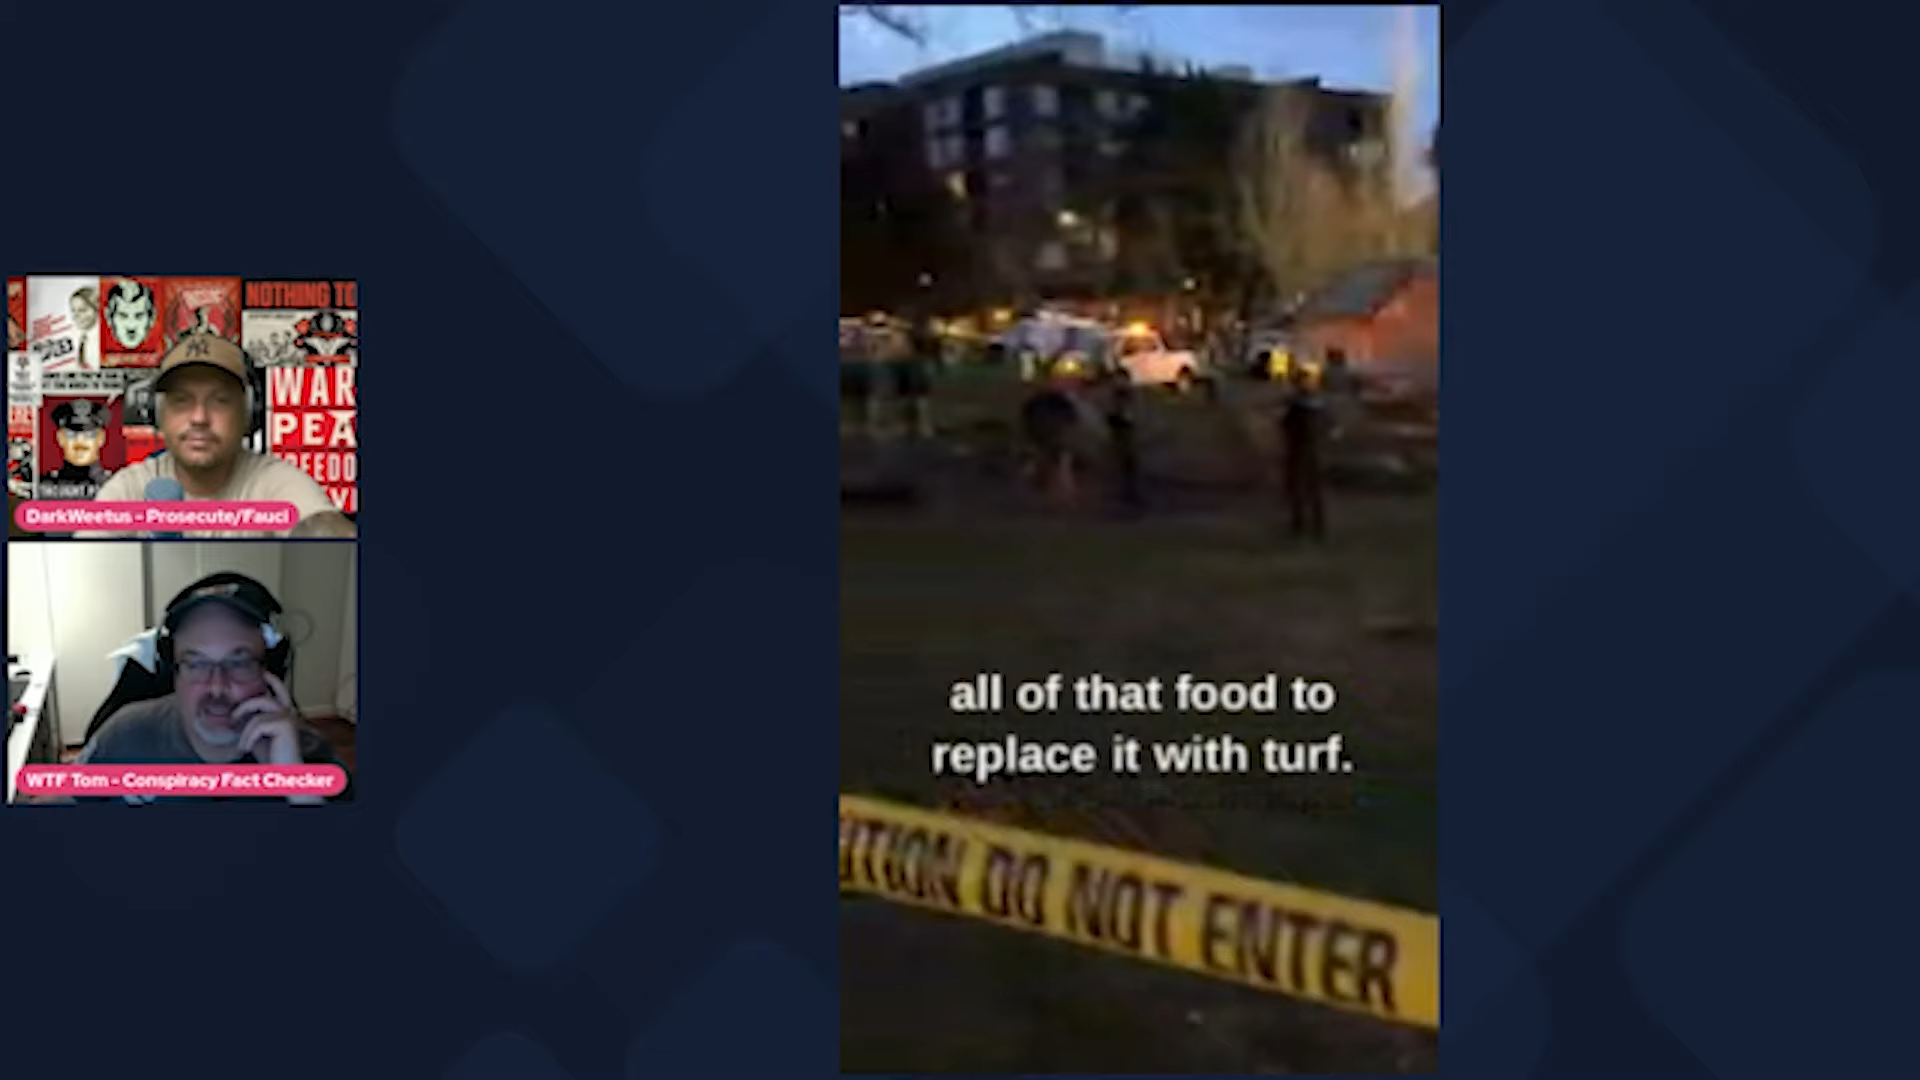 NOTHING TO
WAR
PEA
DarkWeetus - Prosecute/Fauci
WTF Tom - Conspiracy Fact Checker
all of that food to
replace it with turf.
UTION DO NOT ENTER